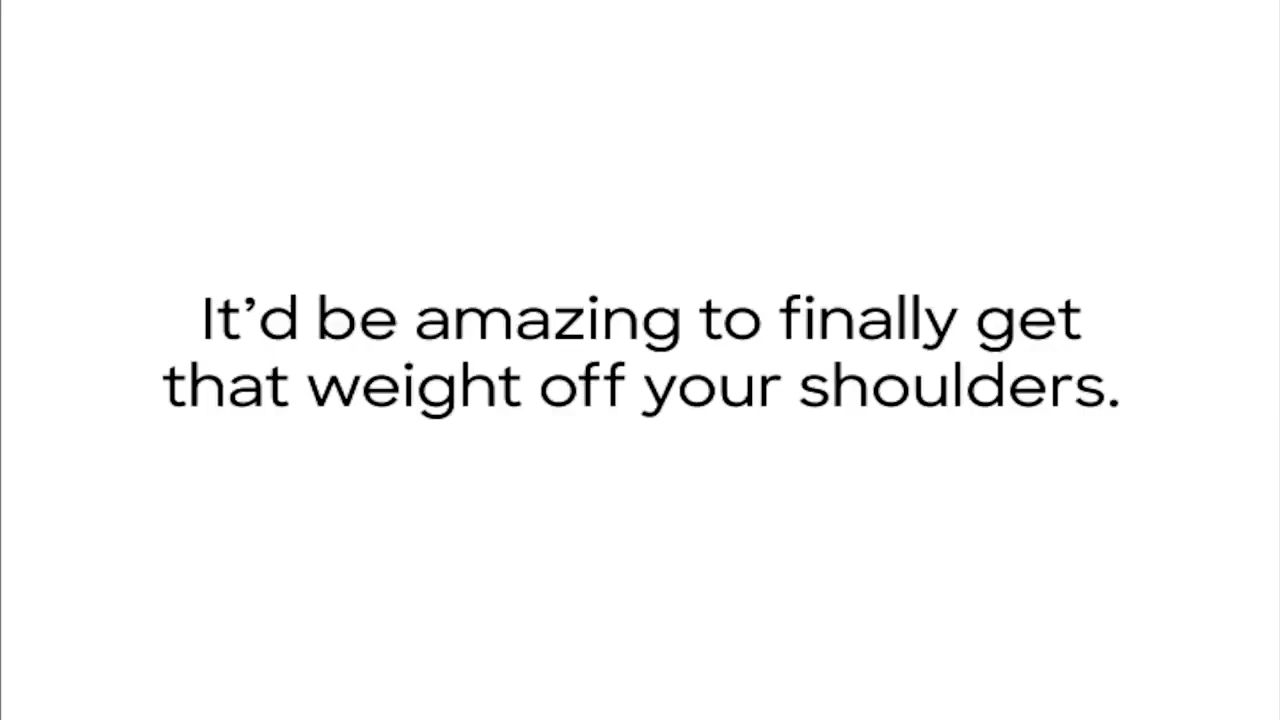 It’d be amazing to finally get
that weight off your shoulders.